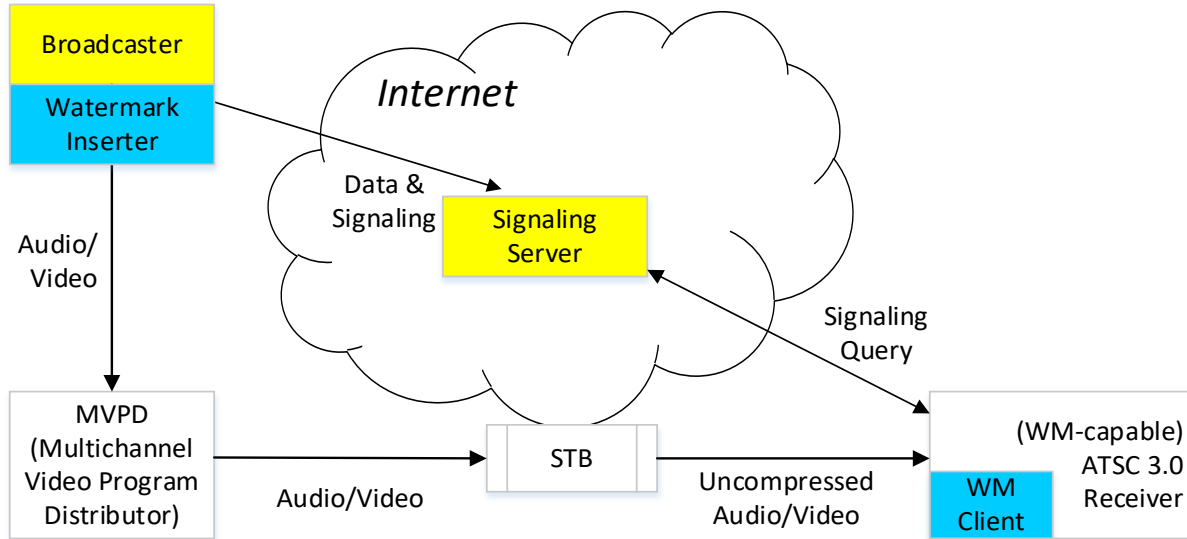 Broadcaster
Watermark
Inserter
Internet
Data &
Signaling
Signaling
Server
Audio/
Video
Signaling
Query
MVPD
(Multichannel
Video Program
Distributor)
Audio/Video
STB
Uncompressed
Audio/Video
(WM-capable)
ATSC 3.0
Receiver
WM
Client